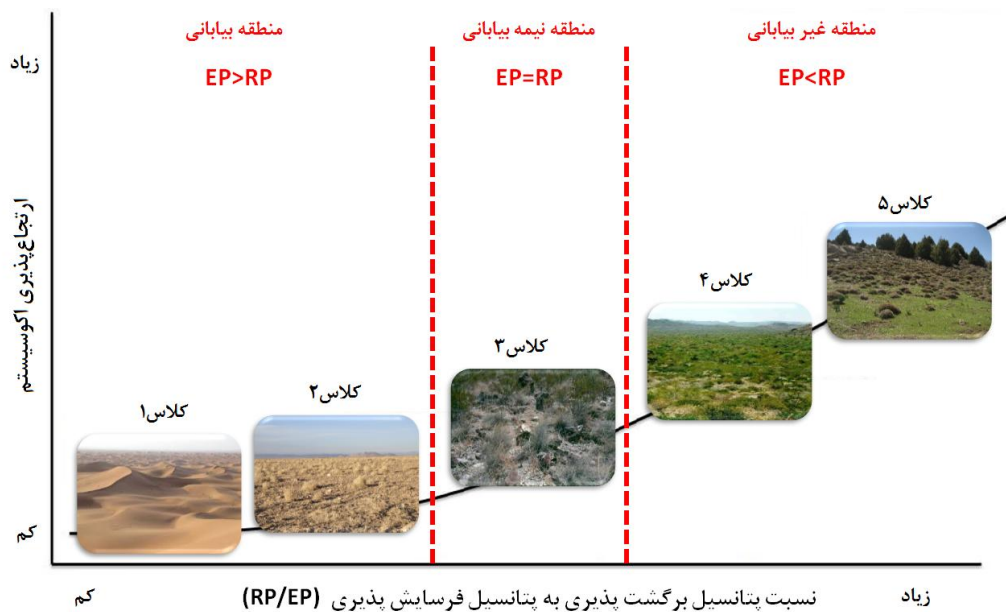 منطقه بیابانی
منطقه نیمه بیابانی
منطقه غیر بیابانی
EP>RP
EP=RP
EP<RP
زیاد
ارتجاع‌پذیری اکوسیستم
کم
کلاس۱
کلاس۲
کلاس۳
کلاس۴
کلاس۵
کم
نسبت پتانسیل برگشت پذیری به پتانسیل فرسایش پذیری (RP/EP)
زیاد